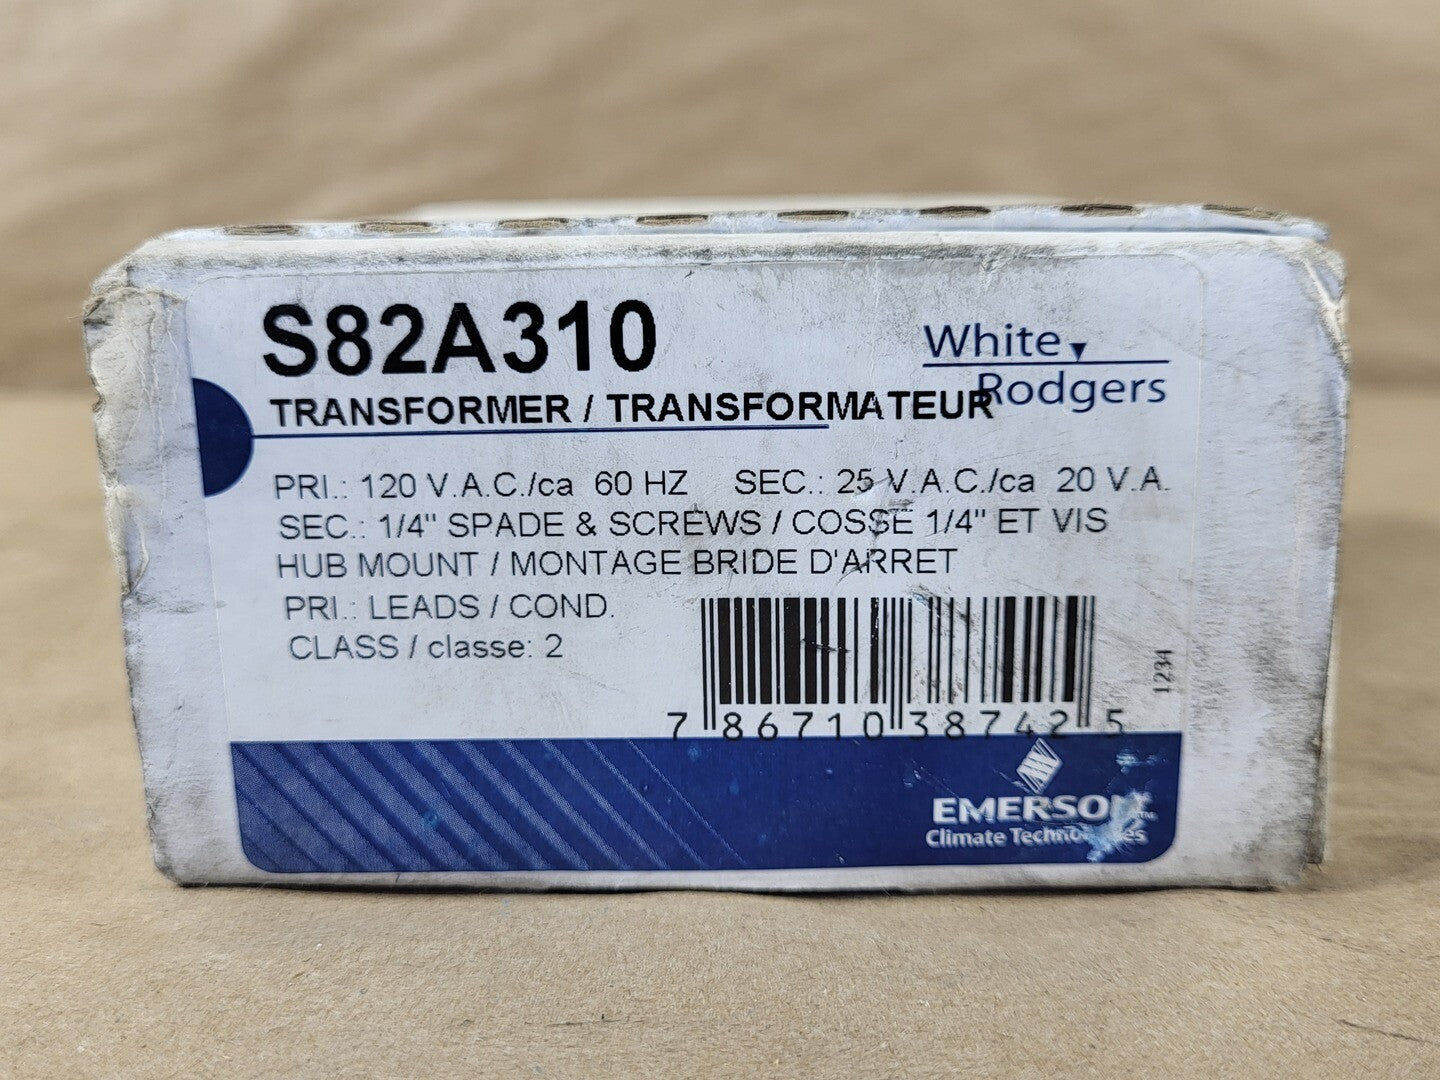 S82A310
White
Rodgers
TRANSFORMER / TRANSFORMATEUR
PRI.: 120 V.A.C./ca 60 HZ SEC.: 25 V.A.C./ca 20 V.A.
SEC.: 1/4" SPADE & SCREWS / COSSE 1/4" ET VIS
HUB MOUNT / MONTAGE BRIDE D'ARRET
PRI.: LEADS / COND.
CLASS / classe: 2
1234
7 86710 38742 5
EMERSON™
Climate Technologies